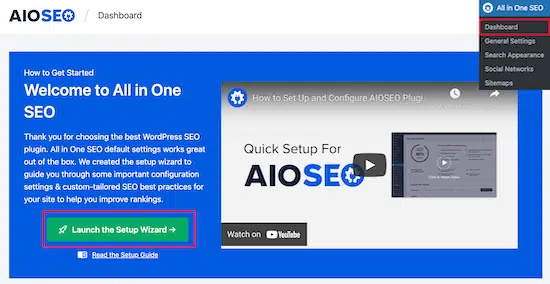 AIOSEO / Dashboard
All in One SEO
Dashboard
General Settings
Search Appearance
Social Networks
Sitemaps
How to Get Started
Welcome to All in One
SEO
Thank you for choosing the best WordPress SEO
plugin. All in One SEO default settings works great
out of the box. We created the setup wizard to
guide you through some important configuration
settings & custom-tailored SEO best practices for
your site to help you improve rankings.
Launch the Setup Wizard →
Read the Setup Guide
How to Set Up and Configure AIOSEO Plugi
Quick Setup For
AIOSEO
Watch on YouTube